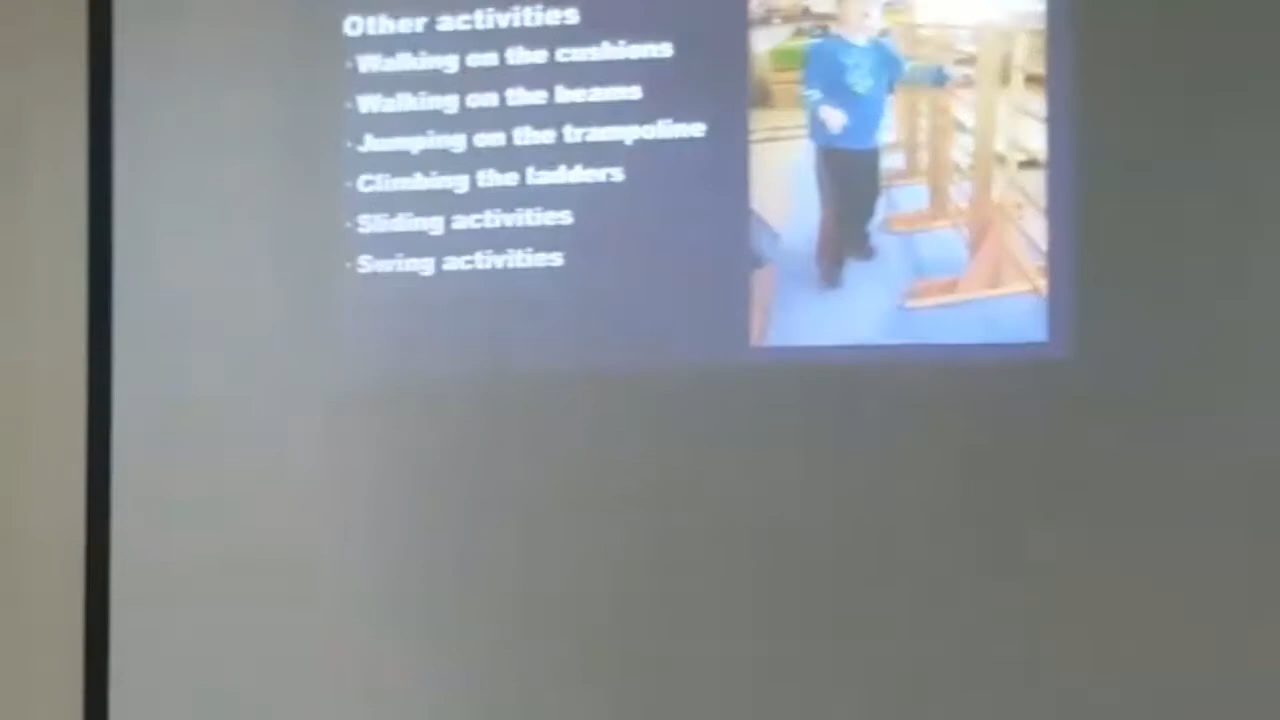 Other activities
· Walking on the cushions
· Walking on the beams
· Jumping on the trampoline
· Climbing the ladders
· Sliding activities
· Swing activities